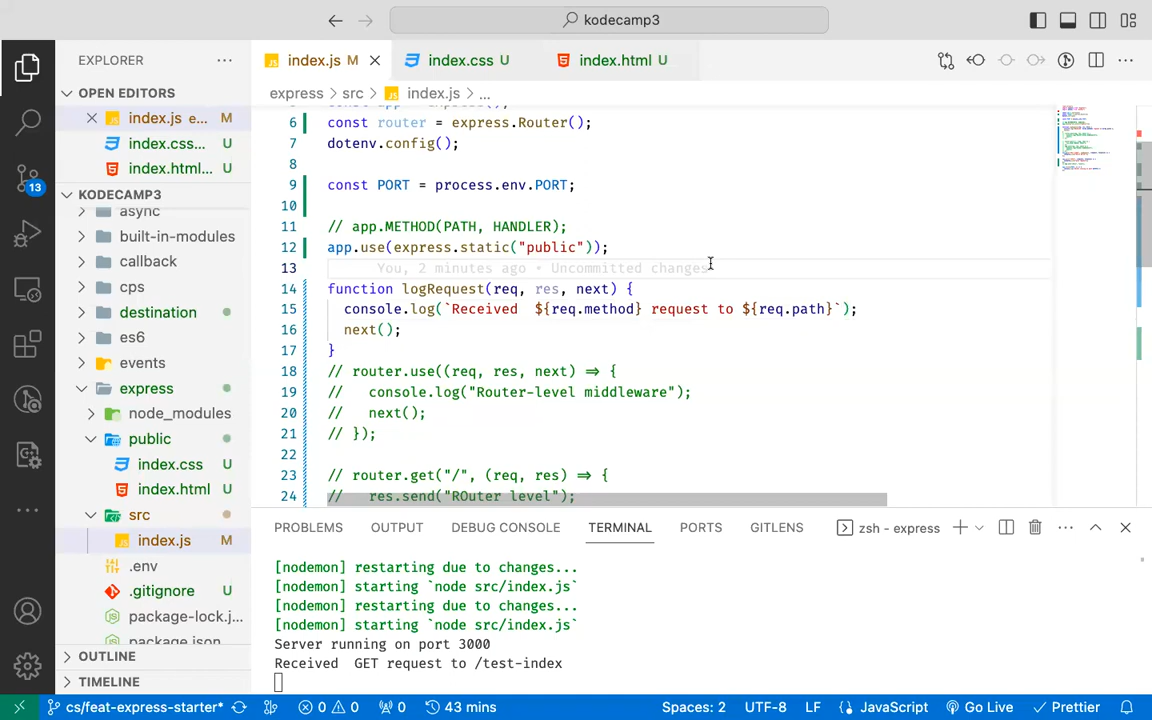 kodecamp3
EXPLORER
index.js M
index.css U
index.html U
express > src > index.js > ...
OPEN EDITORS
index.js e... M
index.css... U
index.html... U
KODECAMP3
async
built-in-modules
callback
cps
destination
es6
events
express
node_modules
public
index.css U
index.html U
src
index.js M
.env
.gitignore U
package-lock.j...
package.json
OUTLINE
TIMELINE
13
6 const router = express.Router();
7 dotenv.config();
8
9 const PORT = process.env.PORT;
10
11 // app.METHOD(PATH, HANDLER);
12 app.use(express.static("public"));
13 You, 2 minutes ago • Uncommitted changes
14 function logRequest(req, res, next) {
15 console.log(`Received  ${req.method} request to ${req.path}`);
16 next();
17 }
18 // router.use((req, res, next) => {
19 //   console.log("Router-level middleware");
20 //   next();
21 // });
22
23 // router.get("/", (req, res) => {
24 //   res.send("ROuter level");
PROBLEMS OUTPUT DEBUG CONSOLE TERMINAL PORTS GITLENS
zsh - express
[nodemon] restarting due to changes...
[nodemon] starting `node src/index.js`
[nodemon] restarting due to changes...
[nodemon] starting `node src/index.js`
Server running on port 3000
Received  GET request to /test-index
cs/feat-express-starter* 0 0 0 43 mins Spaces: 2 UTF-8 LF JavaScript Go Live Prettier